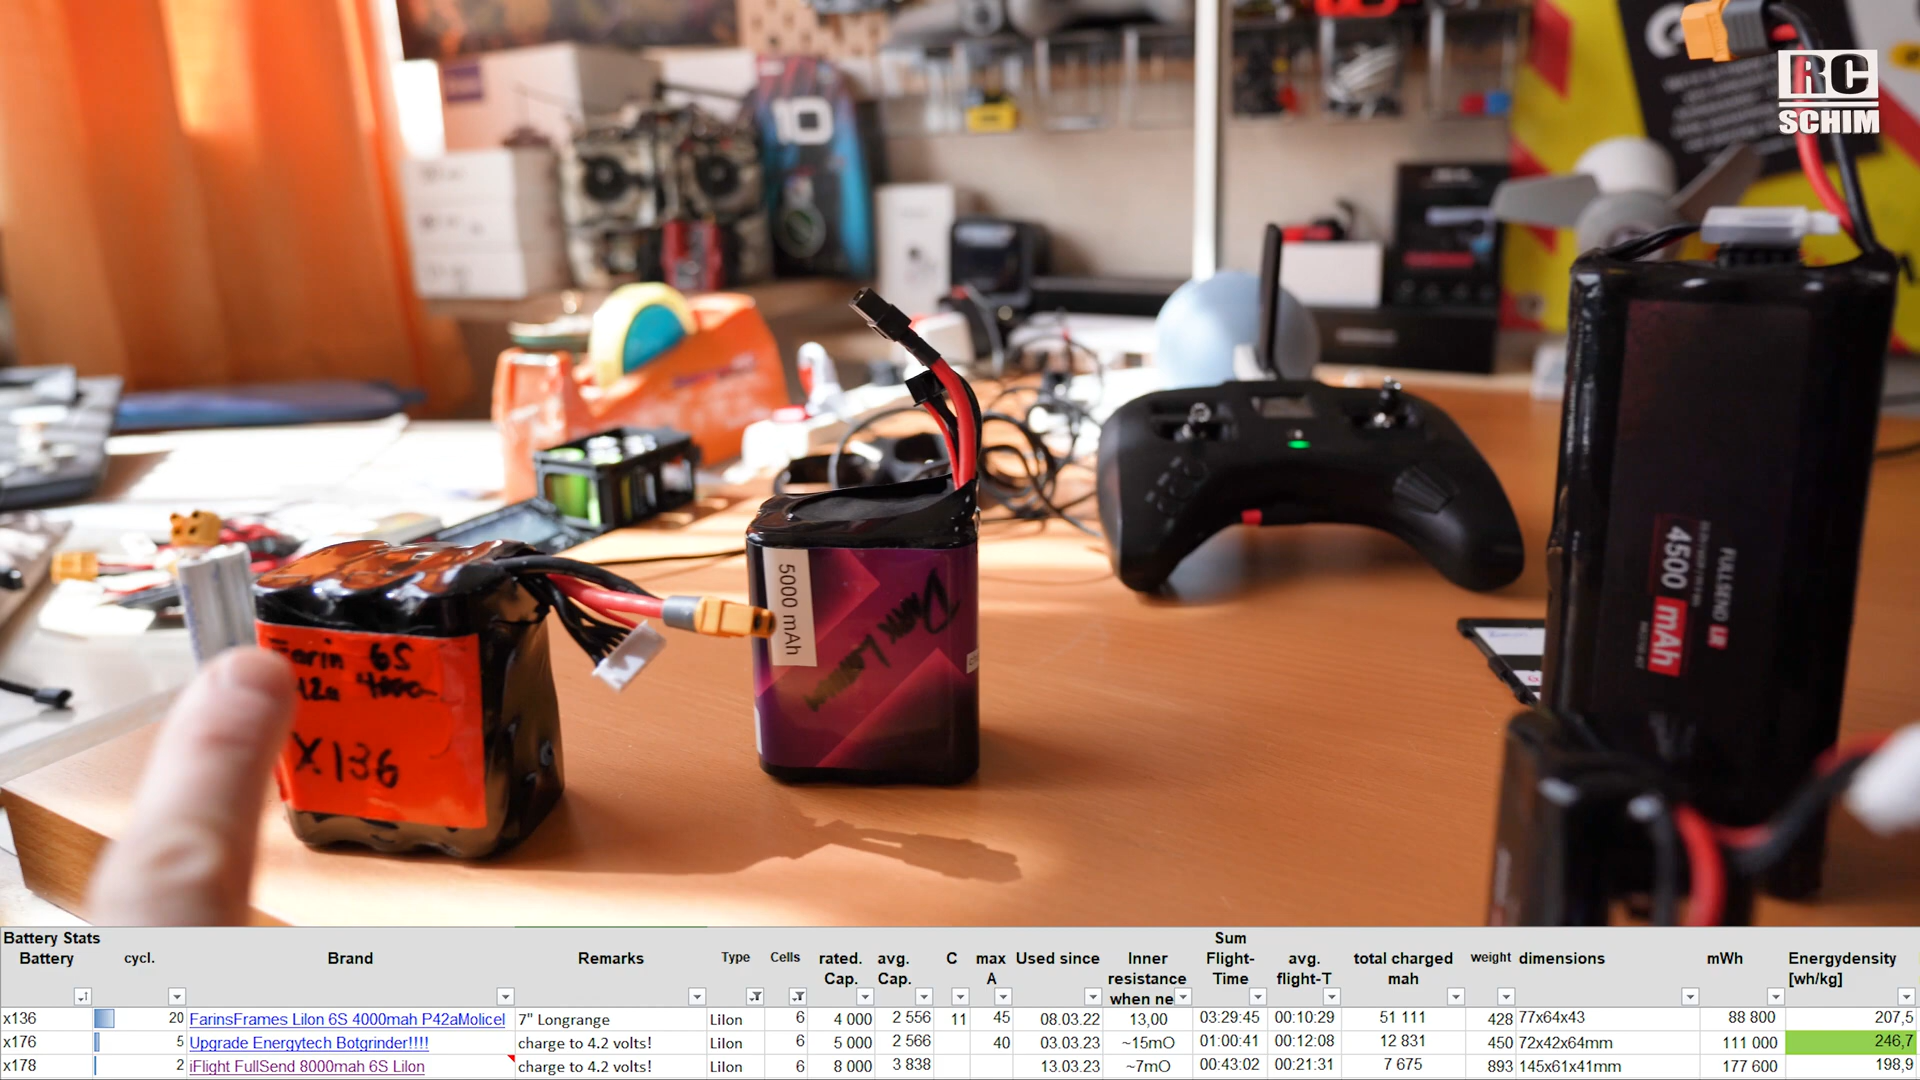 RC
SCHIM
10
5000 mAh
DARK
6S
4000
X136
4500 mAh
FULLSEND LR
Battery Stats
Battery cycl. Brand Remarks Type Cells rated. Cap. avg. Cap. C max A Used since Inner resistance when ne Sum Flight-Time avg. flight-T total charged mah weight dimensions mWh Energydensity [wh/kg]
x136 20 FarinsFrames LiIon 6S 4000mah P42aMolicel 7" Longrange LiIon 6 4 000 2 556 11 45 08.03.22 13,00 03:29:45 00:10:29 51 111 428 77x64x43 88 800 207,5
x176 5 Upgrade Energytech Botgrinder!!!! charge to 4.2 volts! LiIon 6 5 000 2 566 40 03.03.23 ~15mO 01:00:41 00:12:08 12 831 450 72x42x64mm 111 000 246,7
x178 2 iFlight FullSend 8000mah 6S LiIon charge to 4.2 volts! LiIon 6 8 000 3 838 13.03.23 ~7mO 00:43:02 00:21:31 7 675 893 145x61x41mm 177 600 198,9